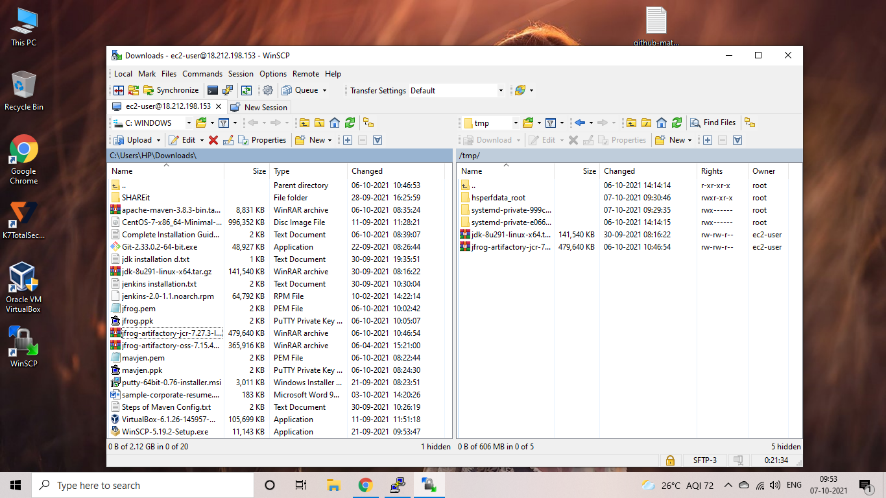 This PC
Recycle Bin
Google
Chrome
K7TotalSec...
Oracle VM
VirtualBox
WinSCP
github-mat...
Downloads - ec2-user@18.212.198.153 - WinSCP
Local Mark Files Commands Session Options Remote Help
Synchronize Queue Transfer Settings Default
ec2-user@18.212.198.153 New Session
C: WINDOWS tmp Find Files
Upload Edit Properties New Download Edit Properties New
C:\Users\HP\Downloads\
Name Size Type Changed
.. Parent directory 06-10-2021 10:46:53
SHAREit File folder 28-09-2021 16:25:59
apache-maven-3.8.3-bin.ta... 8,831 KB WinRAR archive 06-10-2021 08:35:24
CentOS-7-x86_64-Minimal-... 996,352 KB Disc Image File 11-09-2021 11:28:21
Complete Installation Guid... 2 KB Text Document 06-10-2021 08:39:07
Git-2.33.0.2-64-bit.exe 48,927 KB Application 22-09-2021 08:26:44
jdk installation d.txt 1 KB Text Document 30-09-2021 19:35:51
jdk-8u291-linux-x64.tar.gz 141,540 KB WinRAR archive 30-09-2021 08:16:22
jenkins installation.txt 2 KB Text Document 30-09-2021 10:30:04
jenkins-2.0-1.1.noarch.rpm 64,792 KB RPM File 10-02-2021 14:22:14
jfrog.pem 2 KB PEM File 06-10-2021 10:02:42
jfrog.ppk 2 KB PuTTY Private Key ... 06-10-2021 10:05:07
jfrog-artifactory-jcr-7.27.3-l... 479,640 KB WinRAR archive 06-10-2021 10:46:54
jfrog-artifactory-oss-7.15.4... 365,916 KB WinRAR archive 06-04-2021 15:21:00
mavjen.pem 2 KB PEM File 06-10-2021 08:22:44
mavjen.ppk 2 KB PuTTY Private Key ... 06-10-2021 08:24:30
putty-64bit-0.76-installer.msi 3,011 KB Windows Installer ... 21-09-2021 08:23:51
sample-corporate-resume.... 183 KB Microsoft Word 9... 03-10-2021 14:20:26
Steps of Maven Config.txt 2 KB Text Document 30-09-2021 10:26:19
VirtualBox-6.1.26-145957-... 105,699 KB Application 11-09-2021 11:51:18
WinSCP-5.19.2-Setup.exe 11,143 KB Application 21-09-2021 09:53:47
0 B of 2.12 GB in 0 of 20 1 hidden
/tmp/
Name Size Changed Rights Owner
.. 06-10-2021 14:14:14 r-xr-xr-x root
hsperfdata_root 07-10-2021 09:30:46 rwxr-xr-x root
systemd-private-999c... 07-10-2021 09:29:35 rwx------ root
systemd-private-e066... 06-10-2021 14:14:15 rwx------ root
jdk-8u291-linux-x64.t... 141,540 KB 30-09-2021 08:16:22 rw-rw-r-- ec2-user
jfrog-artifactory-jcr-7... 479,640 KB 06-10-2021 10:46:54 rw-rw-r-- ec2-user
0 B of 606 MB in 0 of 5 5 hidden
SFTP-3 0:21:34
Type here to search
26°C AQI 72 ENG 09:53
07-10-2021